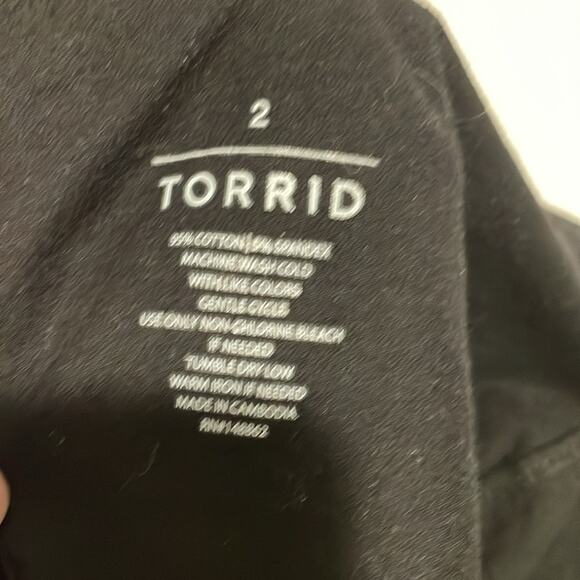 2
TORRID
95% COTTON/5% SPANDEX
MACHINE WASH COLD
WITH LIKE COLORS
GENTLE CYCLE
USE ONLY NON-CHLORINE BLEACH
IF NEEDED
TUMBLE DRY LOW
WARM IRON IF NEEDED
MADE IN CAMBODIA
RN#148862